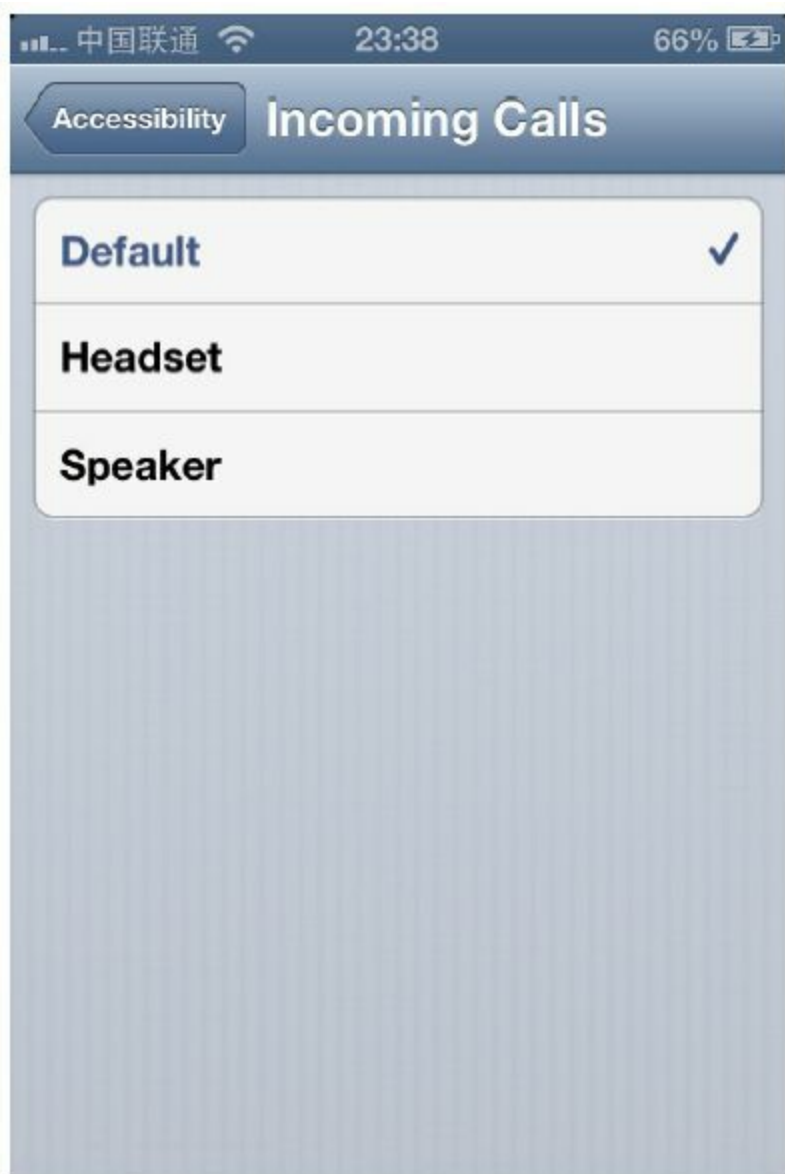 中国联通 23:38 66%
Accessibility Incoming Calls
Default
Headset
Speaker